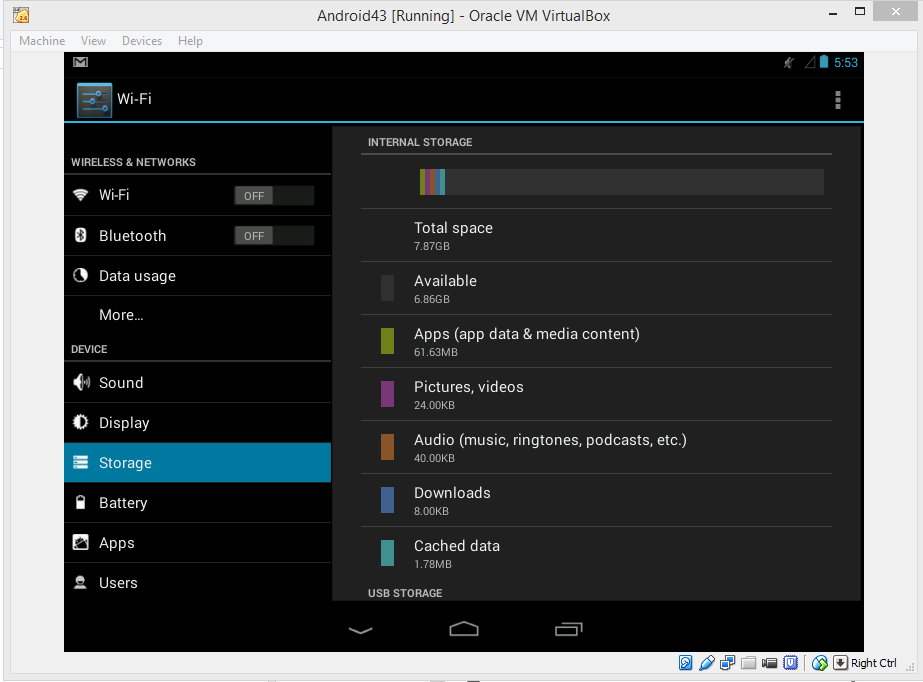 Android43 [Running] - Oracle VM VirtualBox
Machine View Devices Help
5:53
Wi-Fi
WIRELESS & NETWORKS
Wi-Fi OFF
Bluetooth OFF
Data usage
More...
DEVICE
Sound
Display
Storage
Battery
Apps
Users
INTERNAL STORAGE
Total space
7.87GB
Available
6.86GB
Apps (app data & media content)
61.63MB
Pictures, videos
24.00KB
Audio (music, ringtones, podcasts, etc.)
40.00KB
Downloads
8.00KB
Cached data
1.78MB
USB STORAGE
Right Ctrl